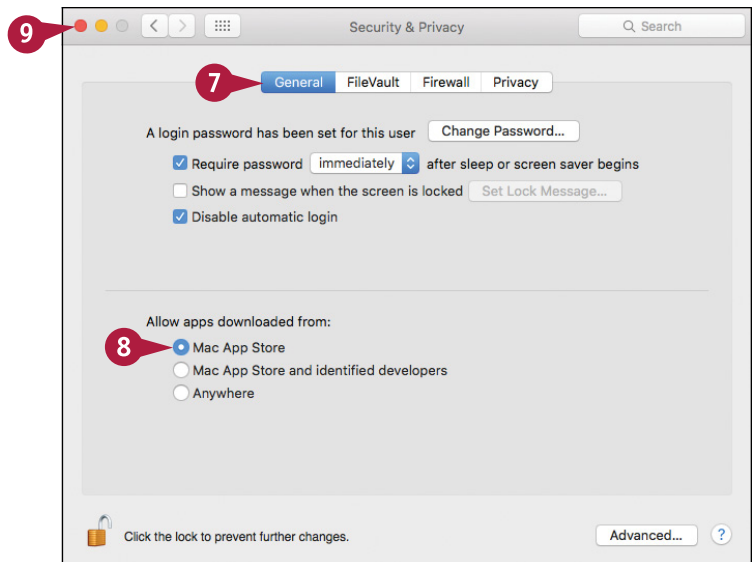 9
Security & Privacy
Search
7
General FileVault Firewall Privacy
A login password has been set for this user Change Password...
Require password immediately after sleep or screen saver begins
Show a message when the screen is locked Set Lock Message...
Disable automatic login
Allow apps downloaded from:
8 Mac App Store
Mac App Store and identified developers
Anywhere
Click the lock to prevent further changes. Advanced... ?